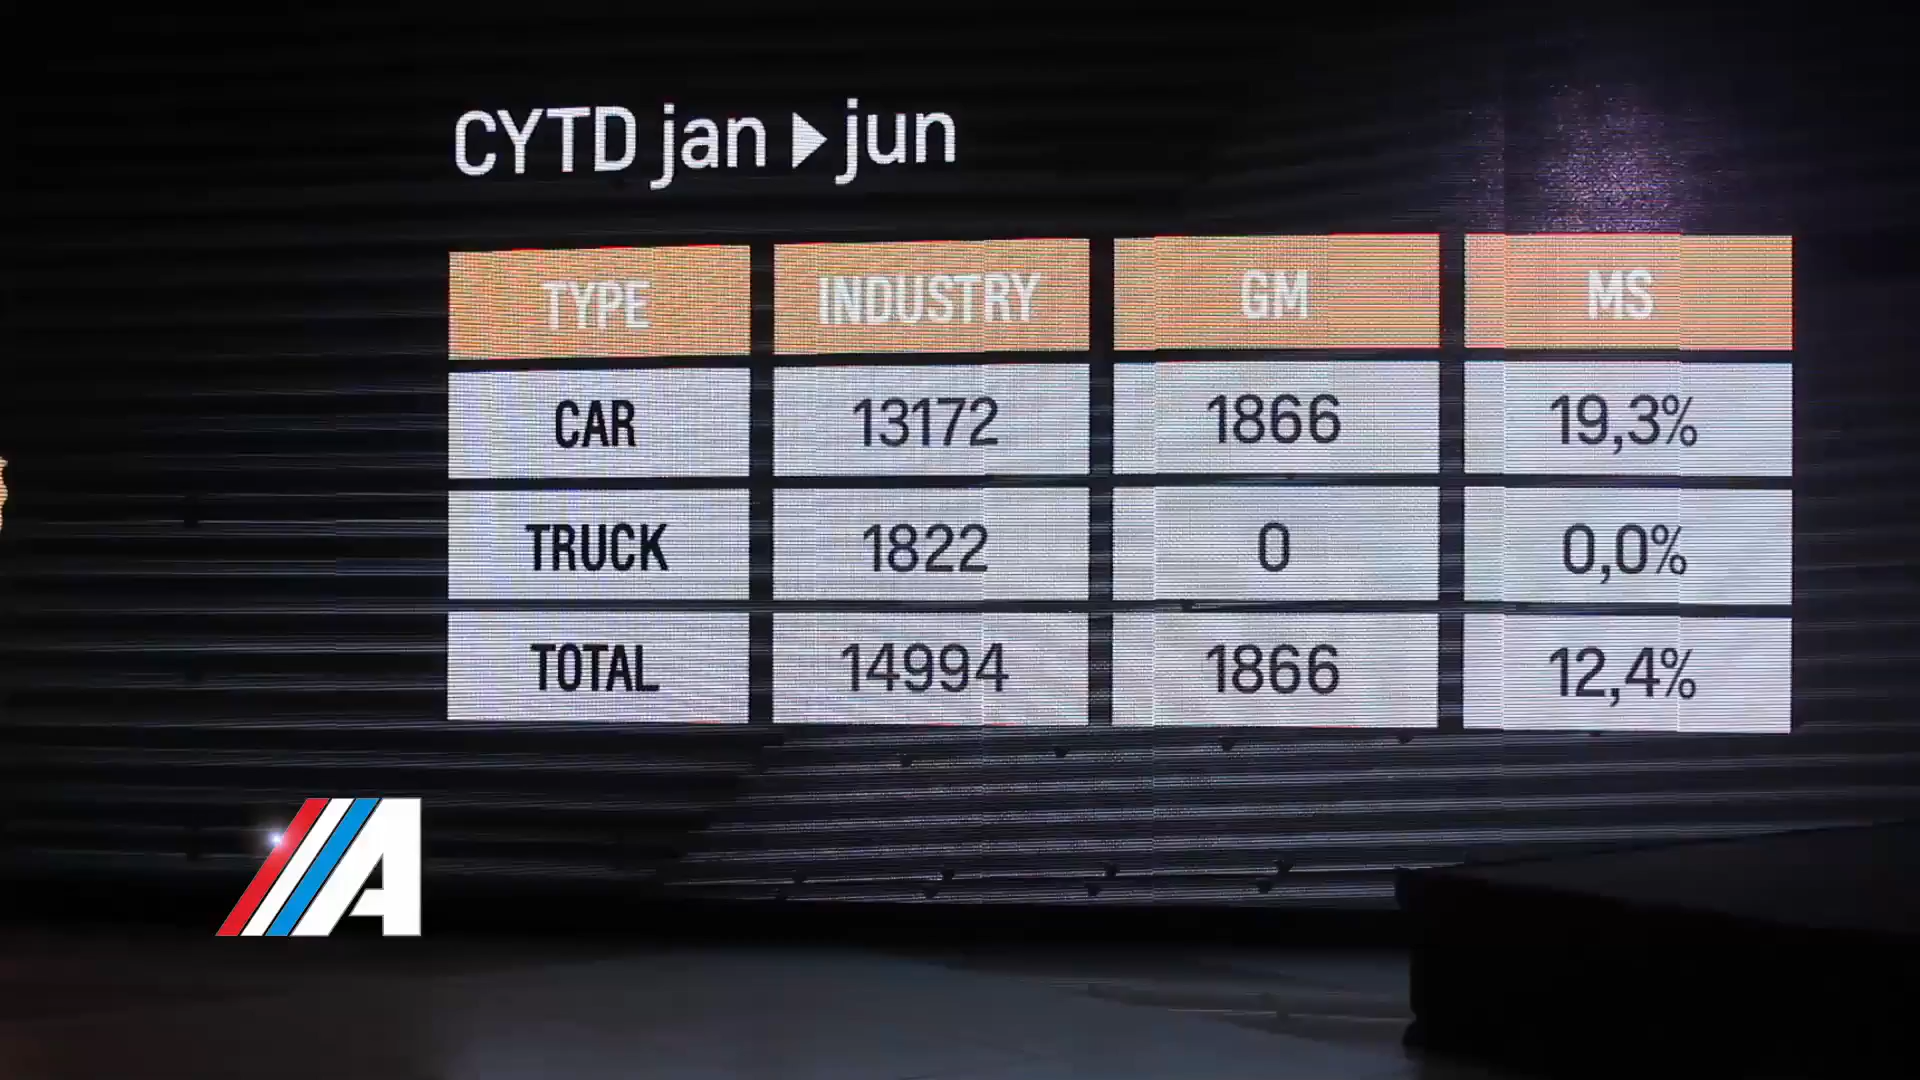 CYTD jan ▶ jun
TYPE INDUSTRY GM MS
CAR 13172 1866 19,3%
TRUCK 1822 0 0,0%
TOTAL 14994 1866 12,4%
A